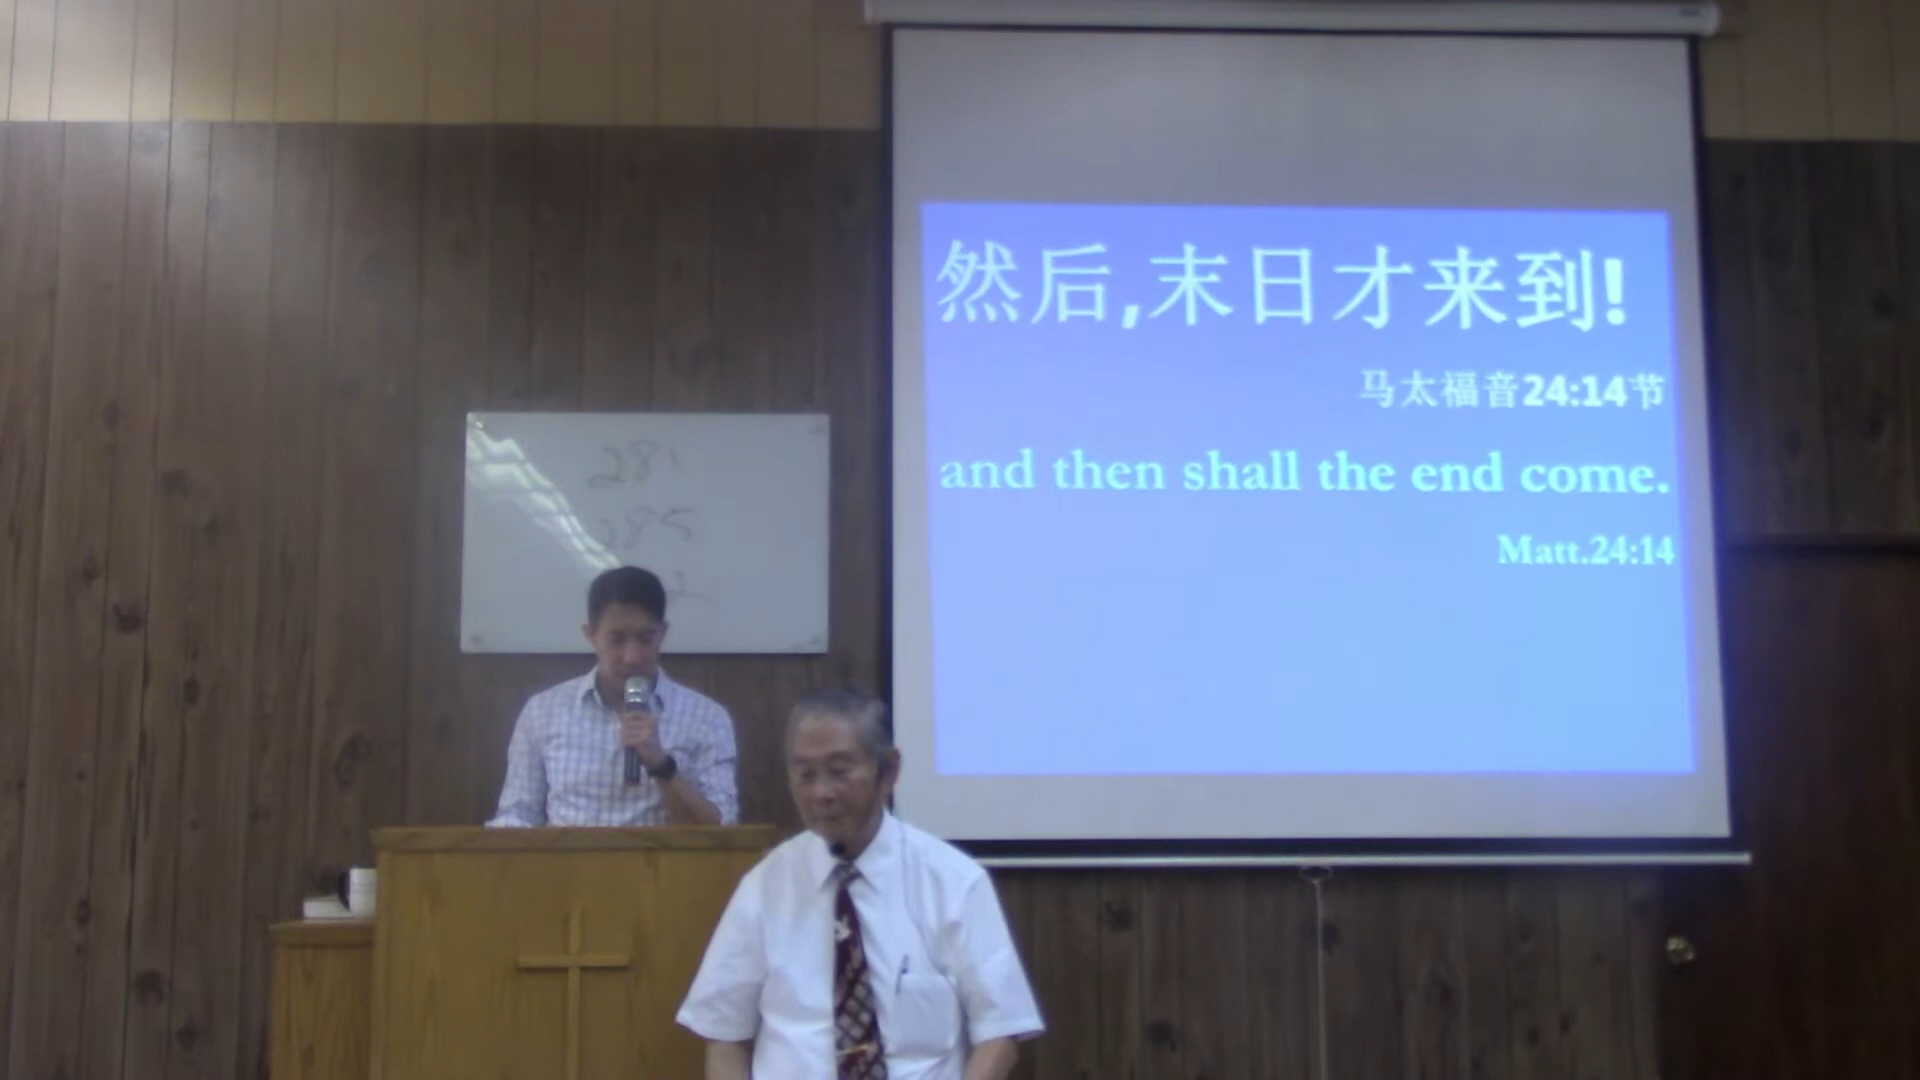 然后,末日才来到!
马太福音24:14节
and then shall the end come.
Matt.24:14
281
285